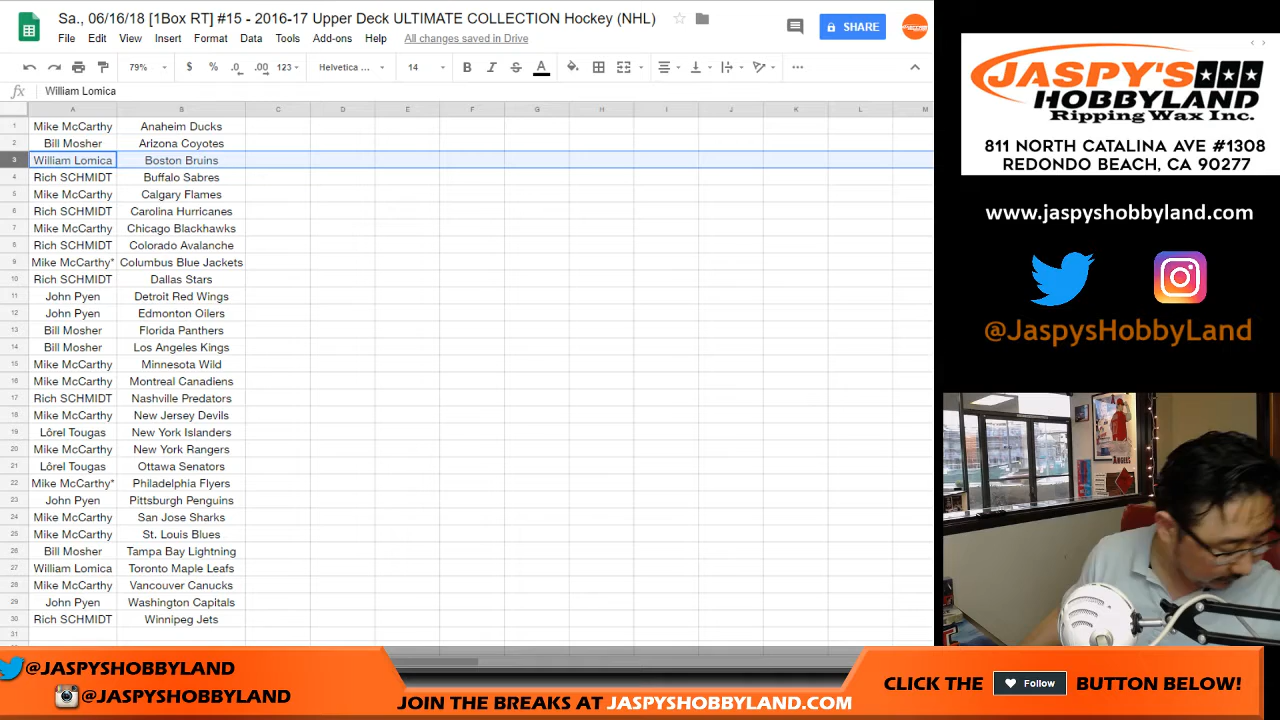 Sa., 06/16/18 [1Box RT] #15 - 2016-17 Upper Deck ULTIMATE COLLECTION Hockey (NHL)
File Edit View Insert Format Data Tools Add-ons Help All changes saved in Drive
SHARE
79% $ % .0 .00 123 Helvetica ... 14 B I S A
fx William Lomica
A B C D E F G H I J K L M
1 Mike McCarthy Anaheim Ducks
2 Bill Mosher Arizona Coyotes
3 William Lomica Boston Bruins
4 Rich SCHMIDT Buffalo Sabres
5 Mike McCarthy Calgary Flames
6 Rich SCHMIDT Carolina Hurricanes
7 Mike McCarthy Chicago Blackhawks
8 Rich SCHMIDT Colorado Avalanche
9 Mike McCarthy* Columbus Blue Jackets
10 Rich SCHMIDT Dallas Stars
11 John Pyen Detroit Red Wings
12 John Pyen Edmonton Oilers
13 Bill Mosher Florida Panthers
14 Bill Mosher Los Angeles Kings
15 Mike McCarthy Minnesota Wild
16 Mike McCarthy Montreal Canadiens
17 Rich SCHMIDT Nashville Predators
18 Mike McCarthy New Jersey Devils
19 Lôrel Tougas New York Islanders
20 Mike McCarthy New York Rangers
21 Lôrel Tougas Ottawa Senators
22 Mike McCarthy* Philadelphia Flyers
23 John Pyen Pittsburgh Penguins
24 Mike McCarthy San Jose Sharks
25 Mike McCarthy St. Louis Blues
26 Bill Mosher Tampa Bay Lightning
27 William Lomica Toronto Maple Leafs
28 Mike McCarthy Vancouver Canucks
29 John Pyen Washington Capitals
30 Rich SCHMIDT Winnipeg Jets
31
JASPY'S
HOBBYLAND
Ripping Wax Inc.
811 NORTH CATALINA AVE #1308
REDONDO BEACH, CA 90277
www.jaspyshobbyland.com
@JaspysHobbyLand
ANGELS
@JASPYSHOBBYLAND
@JASPYSHOBBYLAND
JOIN THE BREAKS AT JASPYSHOBBYLAND.COM
CLICK THE Follow BUTTON BELOW!